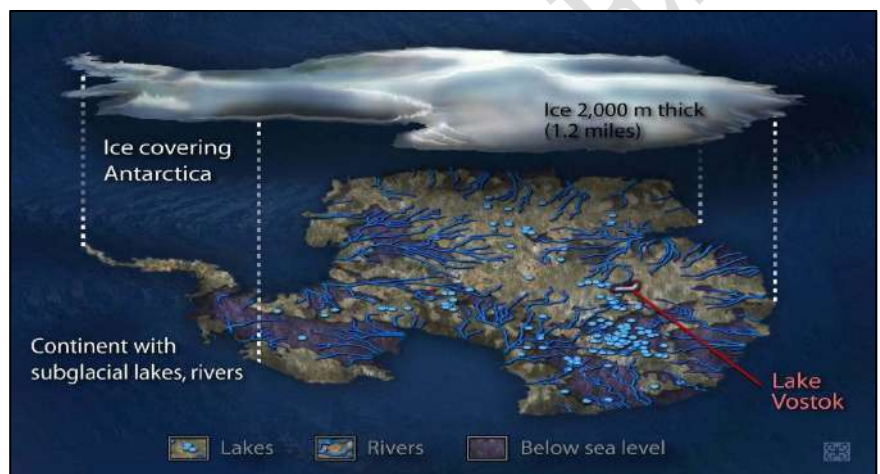 Ice 2,000 m thick
(1.2 miles)
Ice covering
Antarctica
Continent with
subglacial lakes, rivers
Lake
Vostok
Lakes
Rivers
Below sea level